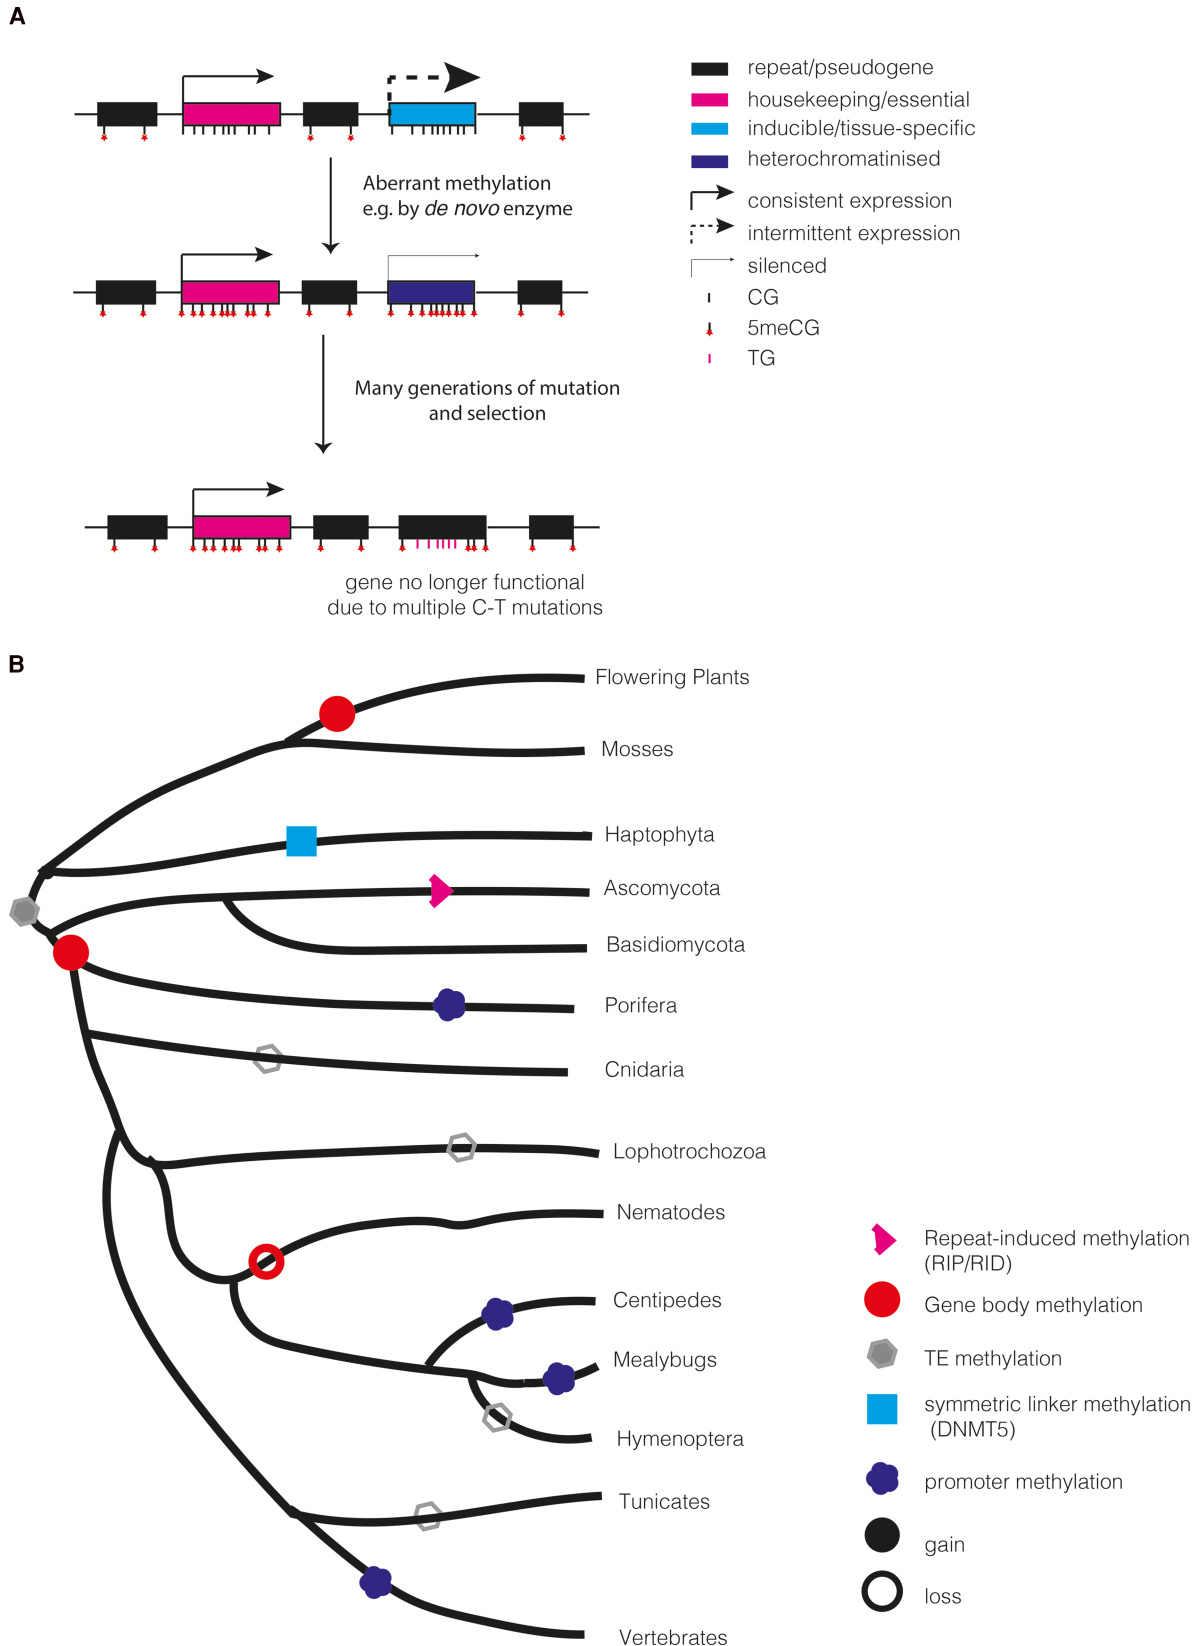 A
repeat/pseudogene
housekeeping/essential
inducible/tissue-specific
heterochromatinised
consistent expression
intermittent expression
silenced
CG
5meCG
TG
Aberrant methylation
e.g. by de novo enzyme
Many generations of mutation
and selection
gene no longer functional
due to multiple C-T mutations
B
Flowering Plants
Mosses
Haptophyta
Ascomycota
Basidiomycota
Porifera
Cnidaria
Lophotrochozoa
Nematodes
Centipedes
Mealybugs
Hymenoptera
Tunicates
Vertebrates
Repeat-induced methylation
(RIP/RID)
Gene body methylation
TE methylation
symmetric linker methylation
(DNMT5)
promoter methylation
gain
loss